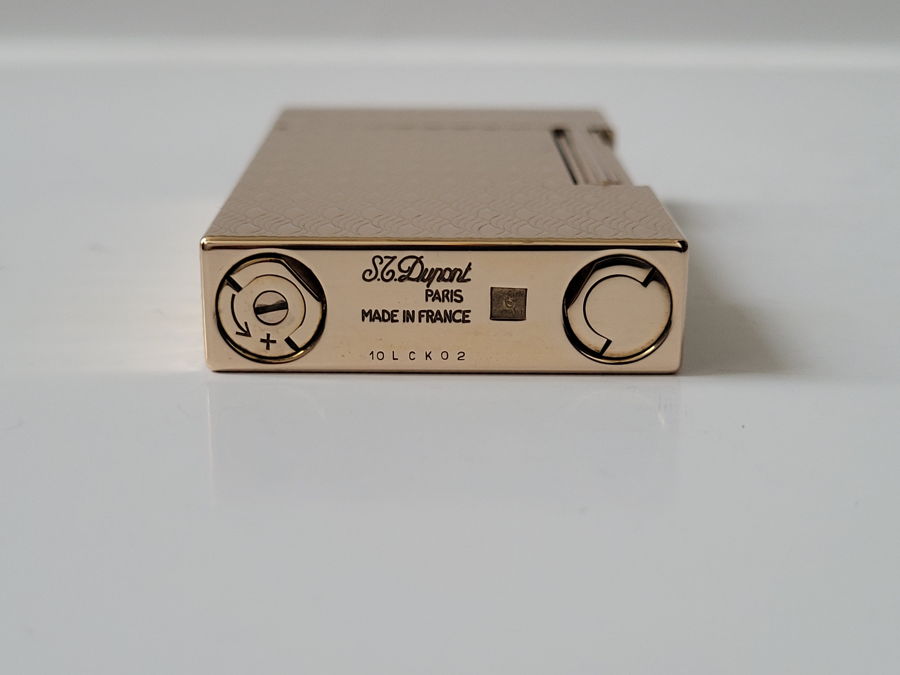 S.T. Dupont
PARIS
MADE IN FRANCE
+
10LCK02